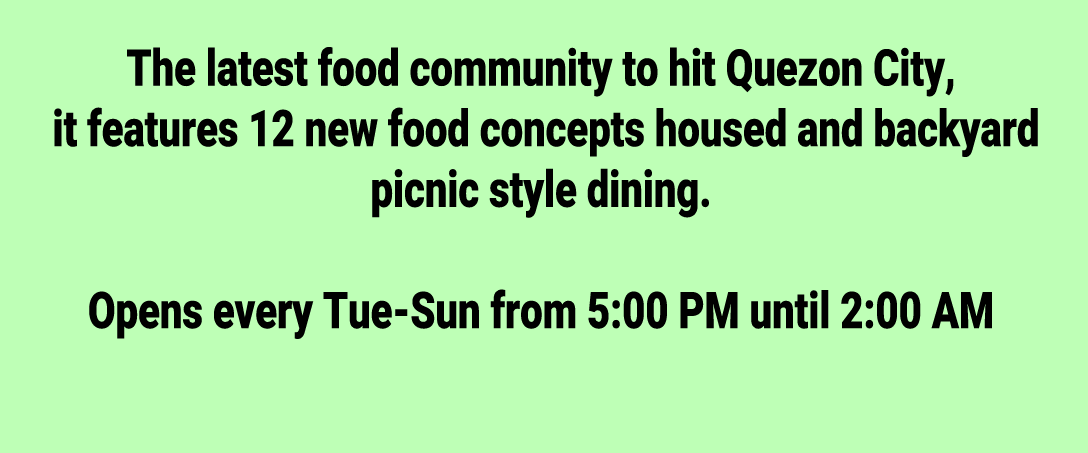 The latest food community to hit Quezon City,
it features 12 new food concepts housed and backyard
picnic style dining.
Opens every Tue-Sun from 5:00 PM until 2:00 AM